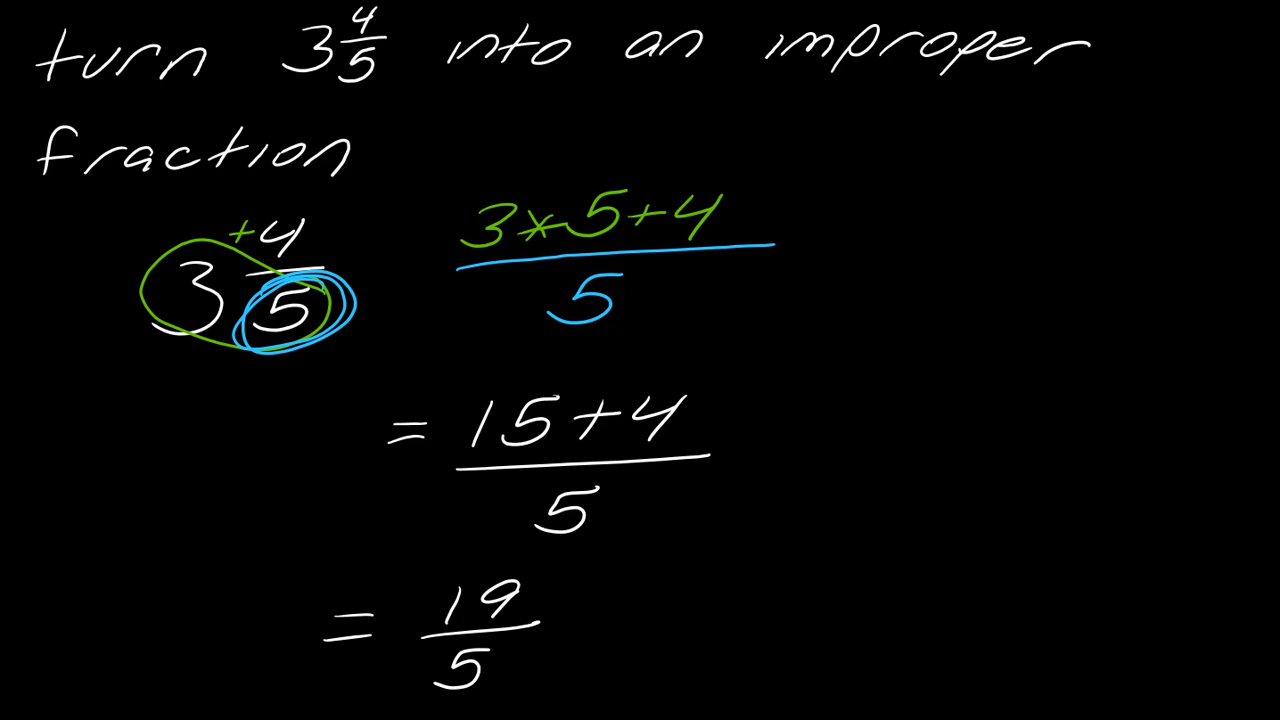 turn 3 4/5 into an improper
fraction
3 +4/5 (3*5+4)/5
= (15+4)/5
= 19/5